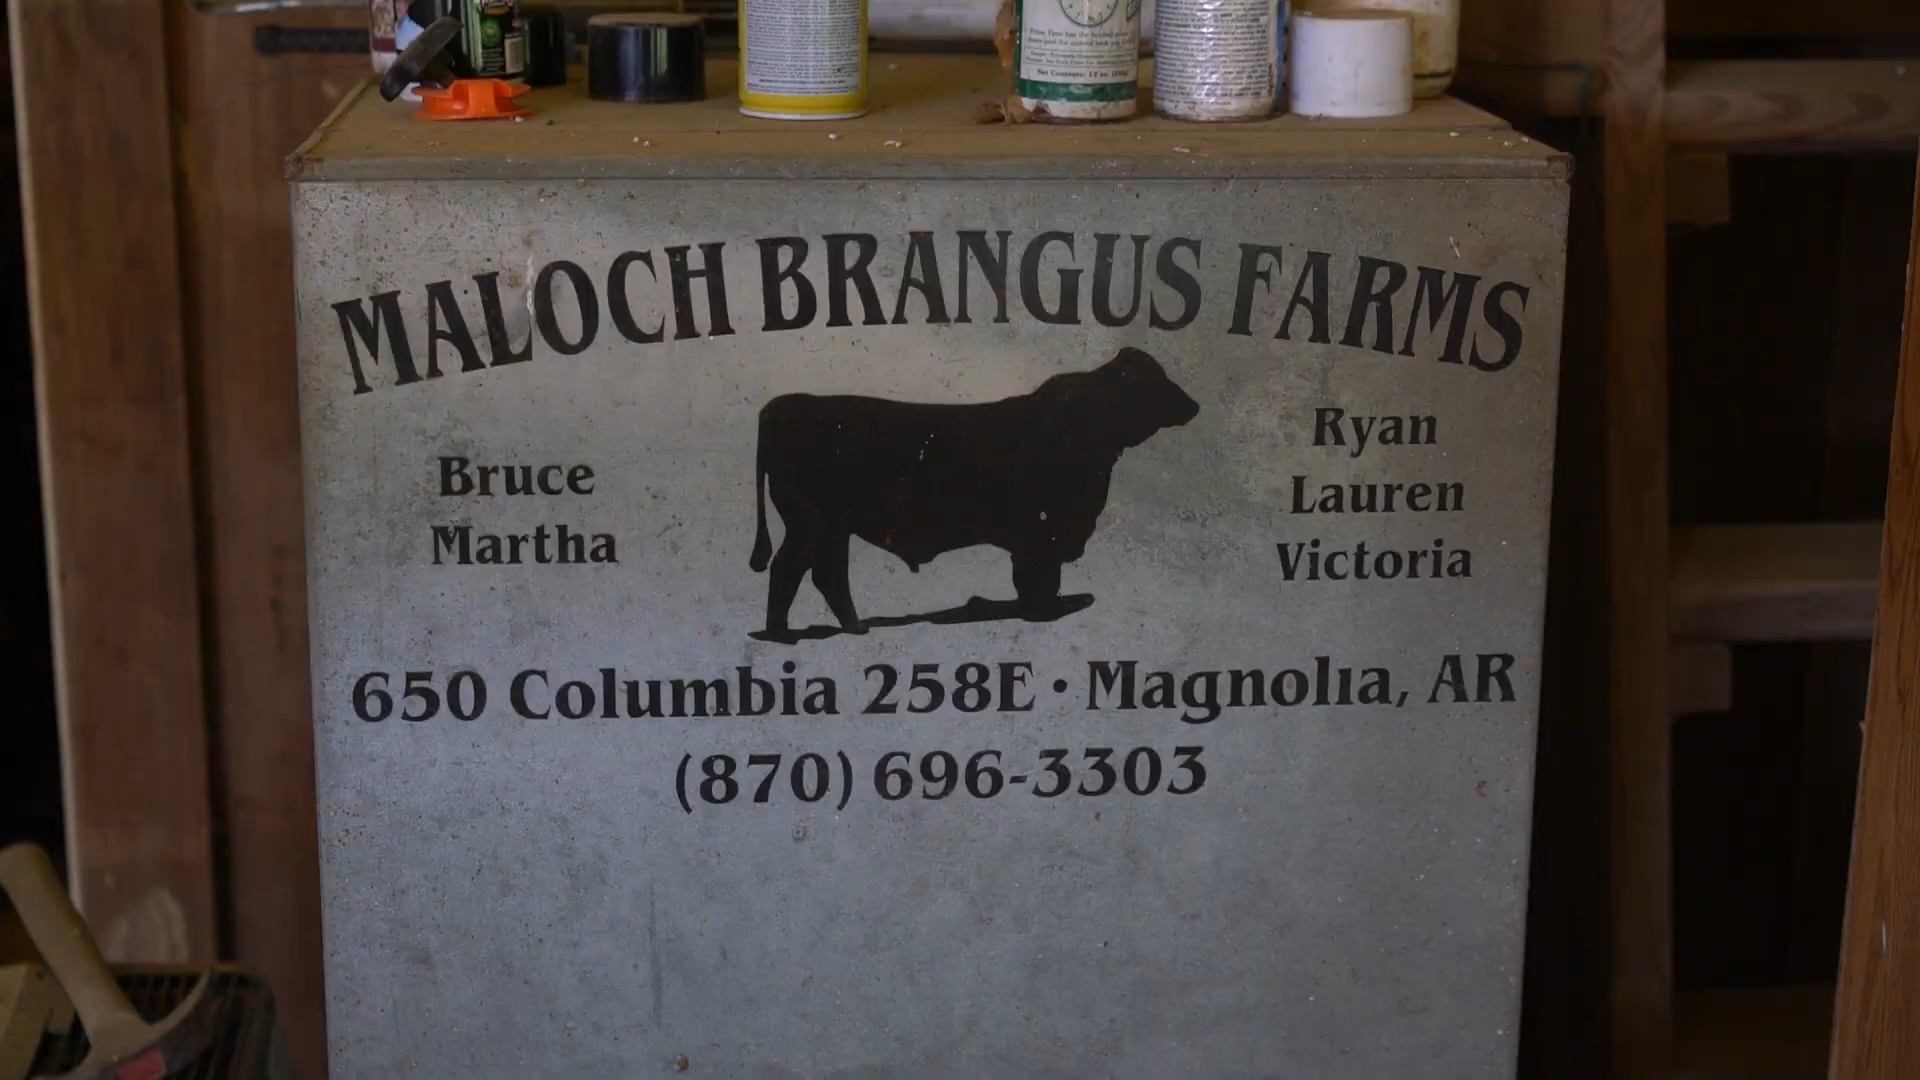 MALOCH BRANGUS FARMS
Bruce
Martha
Ryan
Lauren
Victoria
650 Columbia 258E • Magnolia, AR
(870) 696-3303